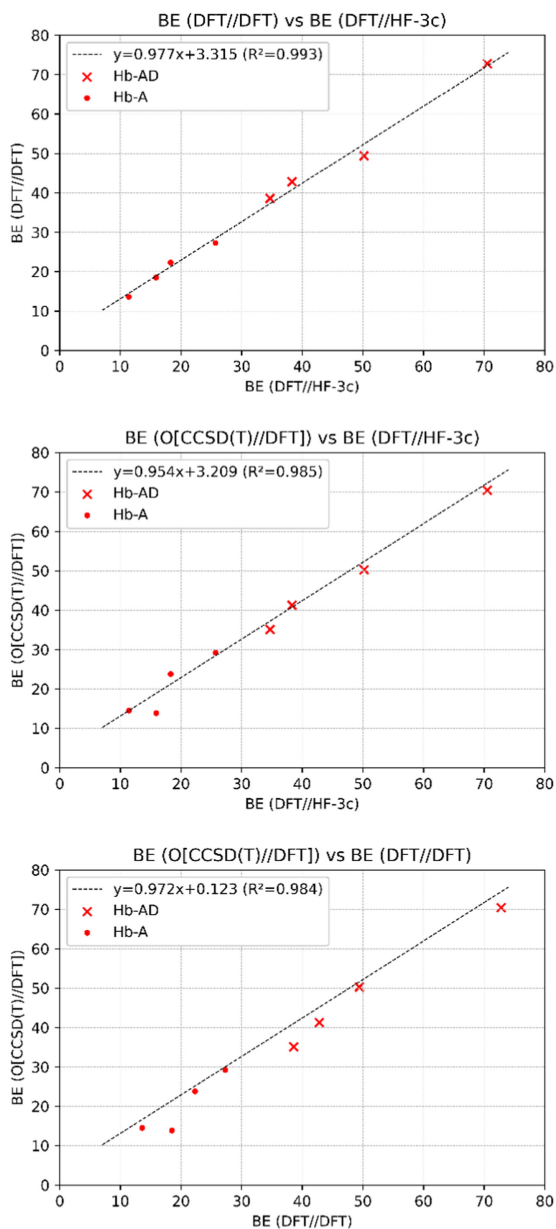 BE (DFT//DFT) vs BE (DFT//HF-3c)
80
70
60
50
40
30
20
10
0
BE (DFT//DFT)
y=0.977x+3.315 (R²=0.993)
Hb-AD
Hb-A
0 10 20 30 40 50 60 70 80
BE (DFT//HF-3c)
BE (O[CCSD(T)//DFT]) vs BE (DFT//HF-3c)
80
70
60
50
40
30
20
10
0
BE (O[CCSD(T)//DFT])
y=0.954x+3.209 (R²=0.985)
Hb-AD
Hb-A
0 10 20 30 40 50 60 70 80
BE (DFT//HF-3c)
BE (O[CCSD(T)//DFT]) vs BE (DFT//DFT)
80
70
60
50
40
30
20
10
0
BE (O[CCSD(T)//DFT])
y=0.972x+0.123 (R²=0.984)
Hb-AD
Hb-A
0 10 20 30 40 50 60 70 80
BE (DFT//DFT)